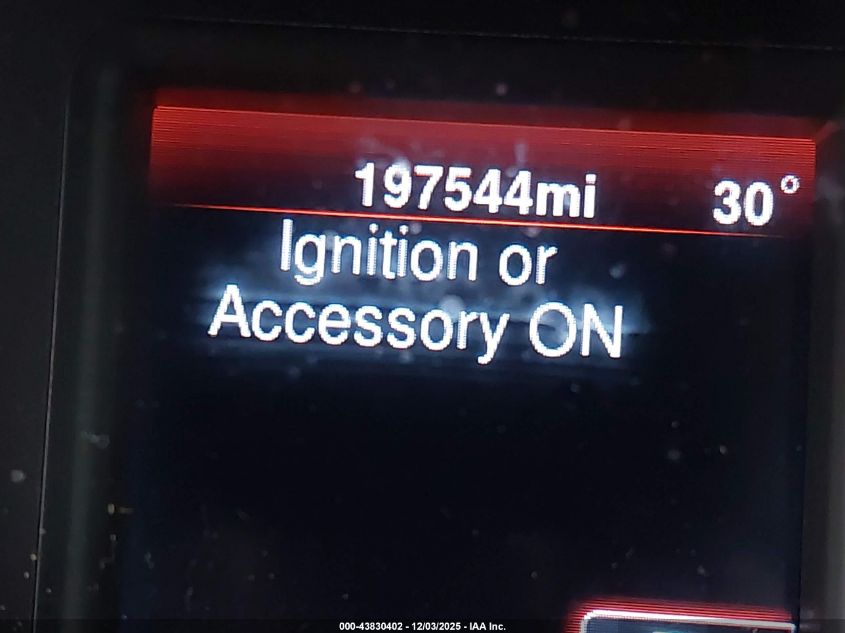 197544mi 30°
Ignition or
Accessory ON
000-43830402 - 12/03/2025 - IAA Inc.